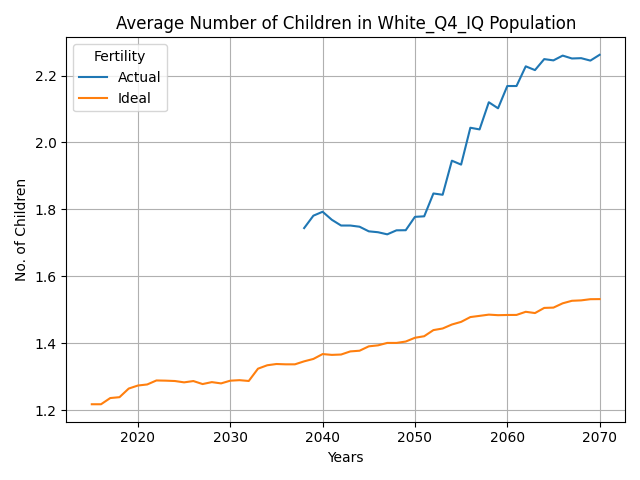 Average Number of Children in White_Q4_IQ Population
Fertility
Actual
Ideal
No. of Children
2.2
2.0
1.8
1.6
1.4
1.2
2020 2030 2040 2050 2060 2070
Years